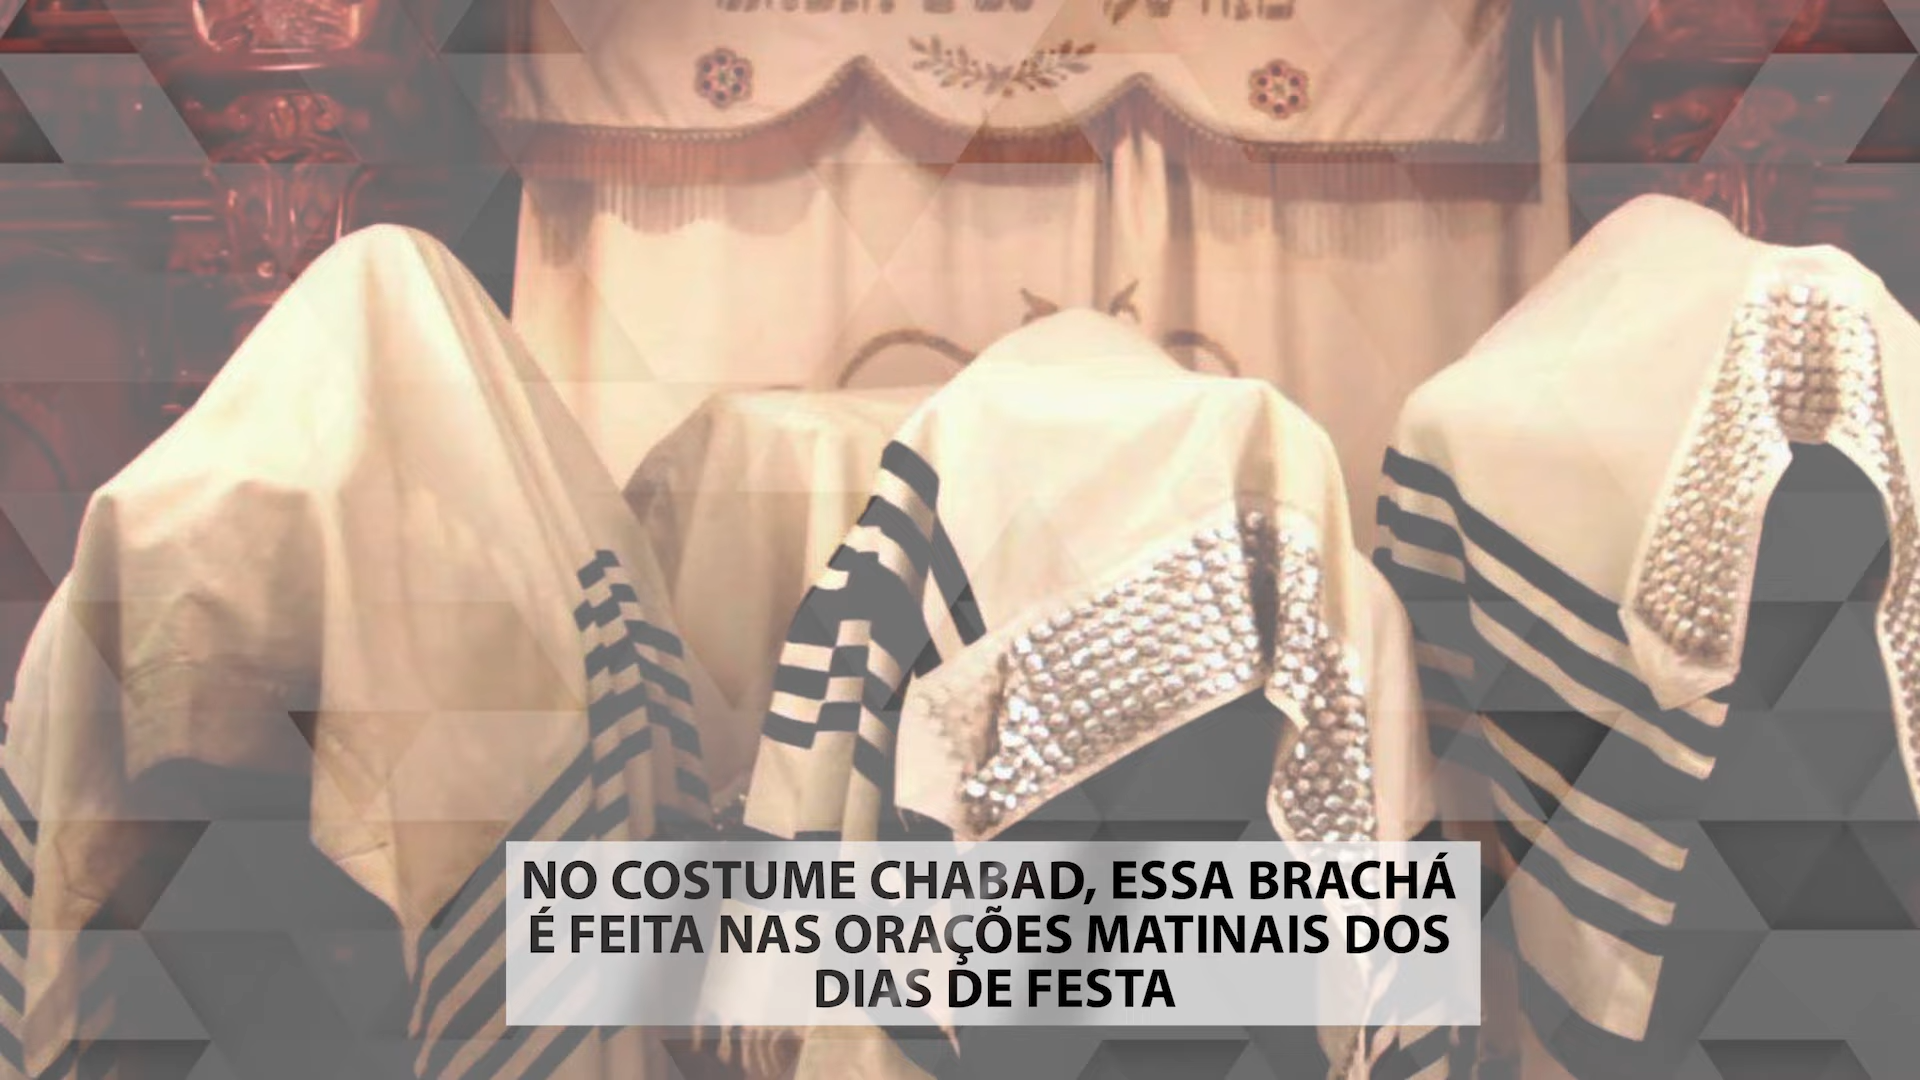 NO COSTUME CHABAD, ESSA BRACHÁ
É FEITA NAS ORAÇÕES MATINAIS DOS
DIAS DE FESTA